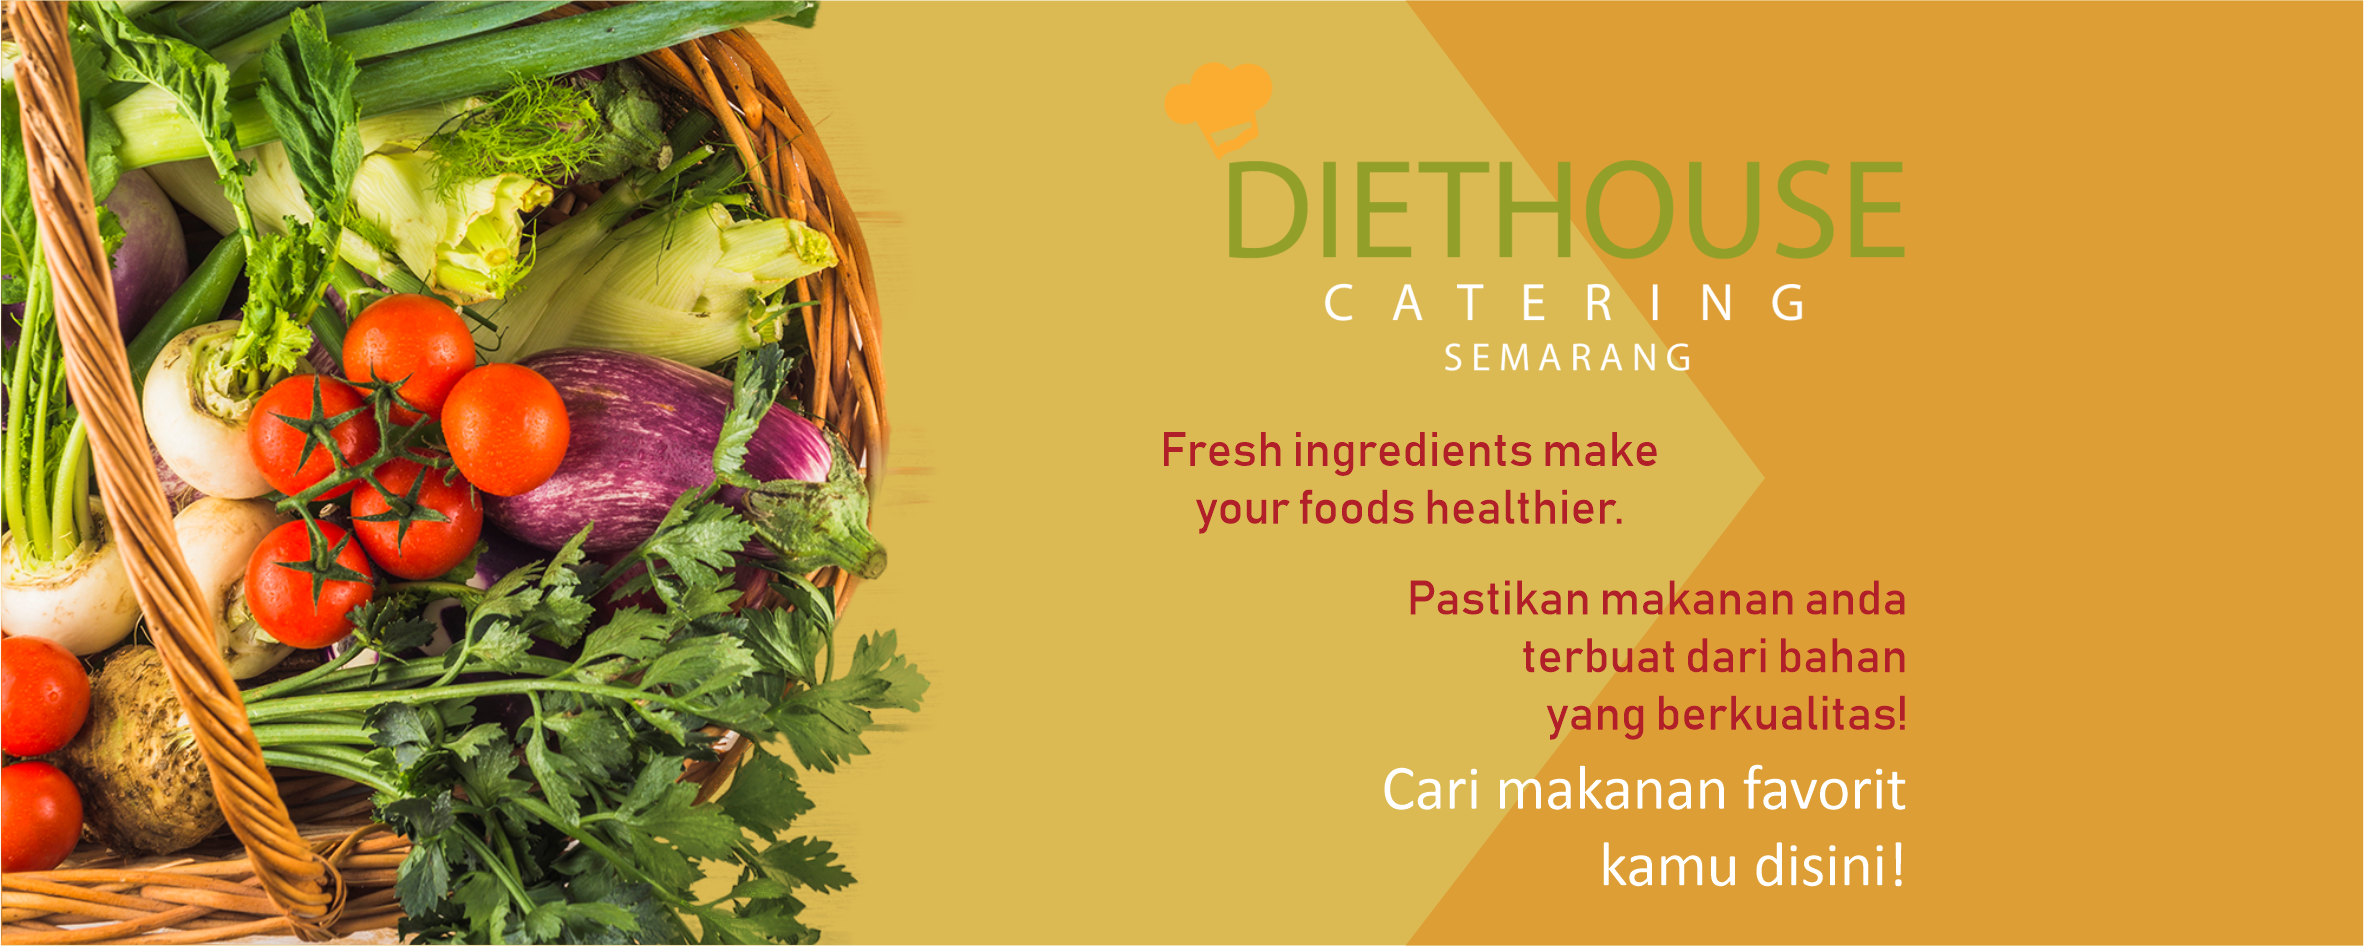 DIETHOUSE
CATERING
SEMARANG
Fresh ingredients make
your foods healthier.
Pastikan makanan anda
terbuat dari bahan
yang berkualitas!
Cari makanan favorit
kamu disini!